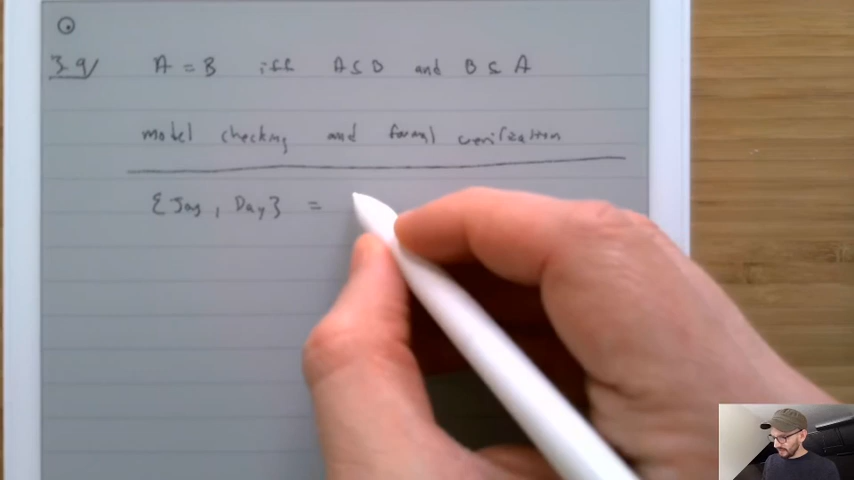 3.9/ A = B iff A ⊆ B and B ⊆ A
model checking and formal verification
{Jay, Day} =